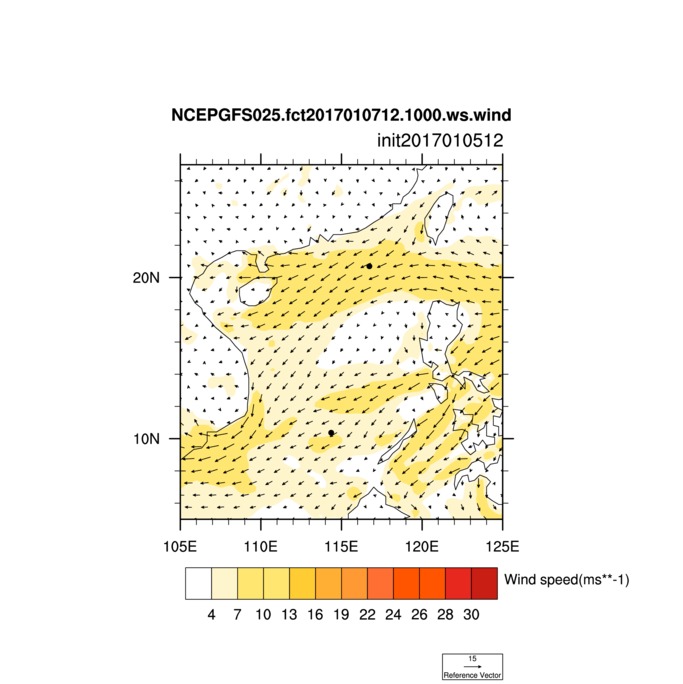 NCEPGFS025.fct2017010712.1000.ws.wind
init2017010512
20N
10N
105E 110E 115E 120E 125E
Wind speed(ms**-1)
4 7 10 13 16 19 22 24 26 28 30
15
Reference Vector